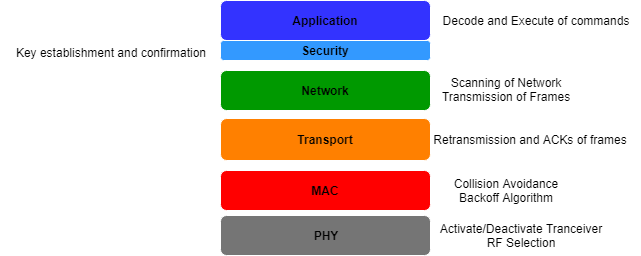 Application
Decode and Execute of commands
Key establishment and confirmation
Security
Network
Scanning of Network
Transmission of Frames
Transport
Retransmission and ACKs of frames
MAC
Collision Avoidance
Backoff Algorithm
PHY
Activate/Deactivate Tranceiver
RF Selection